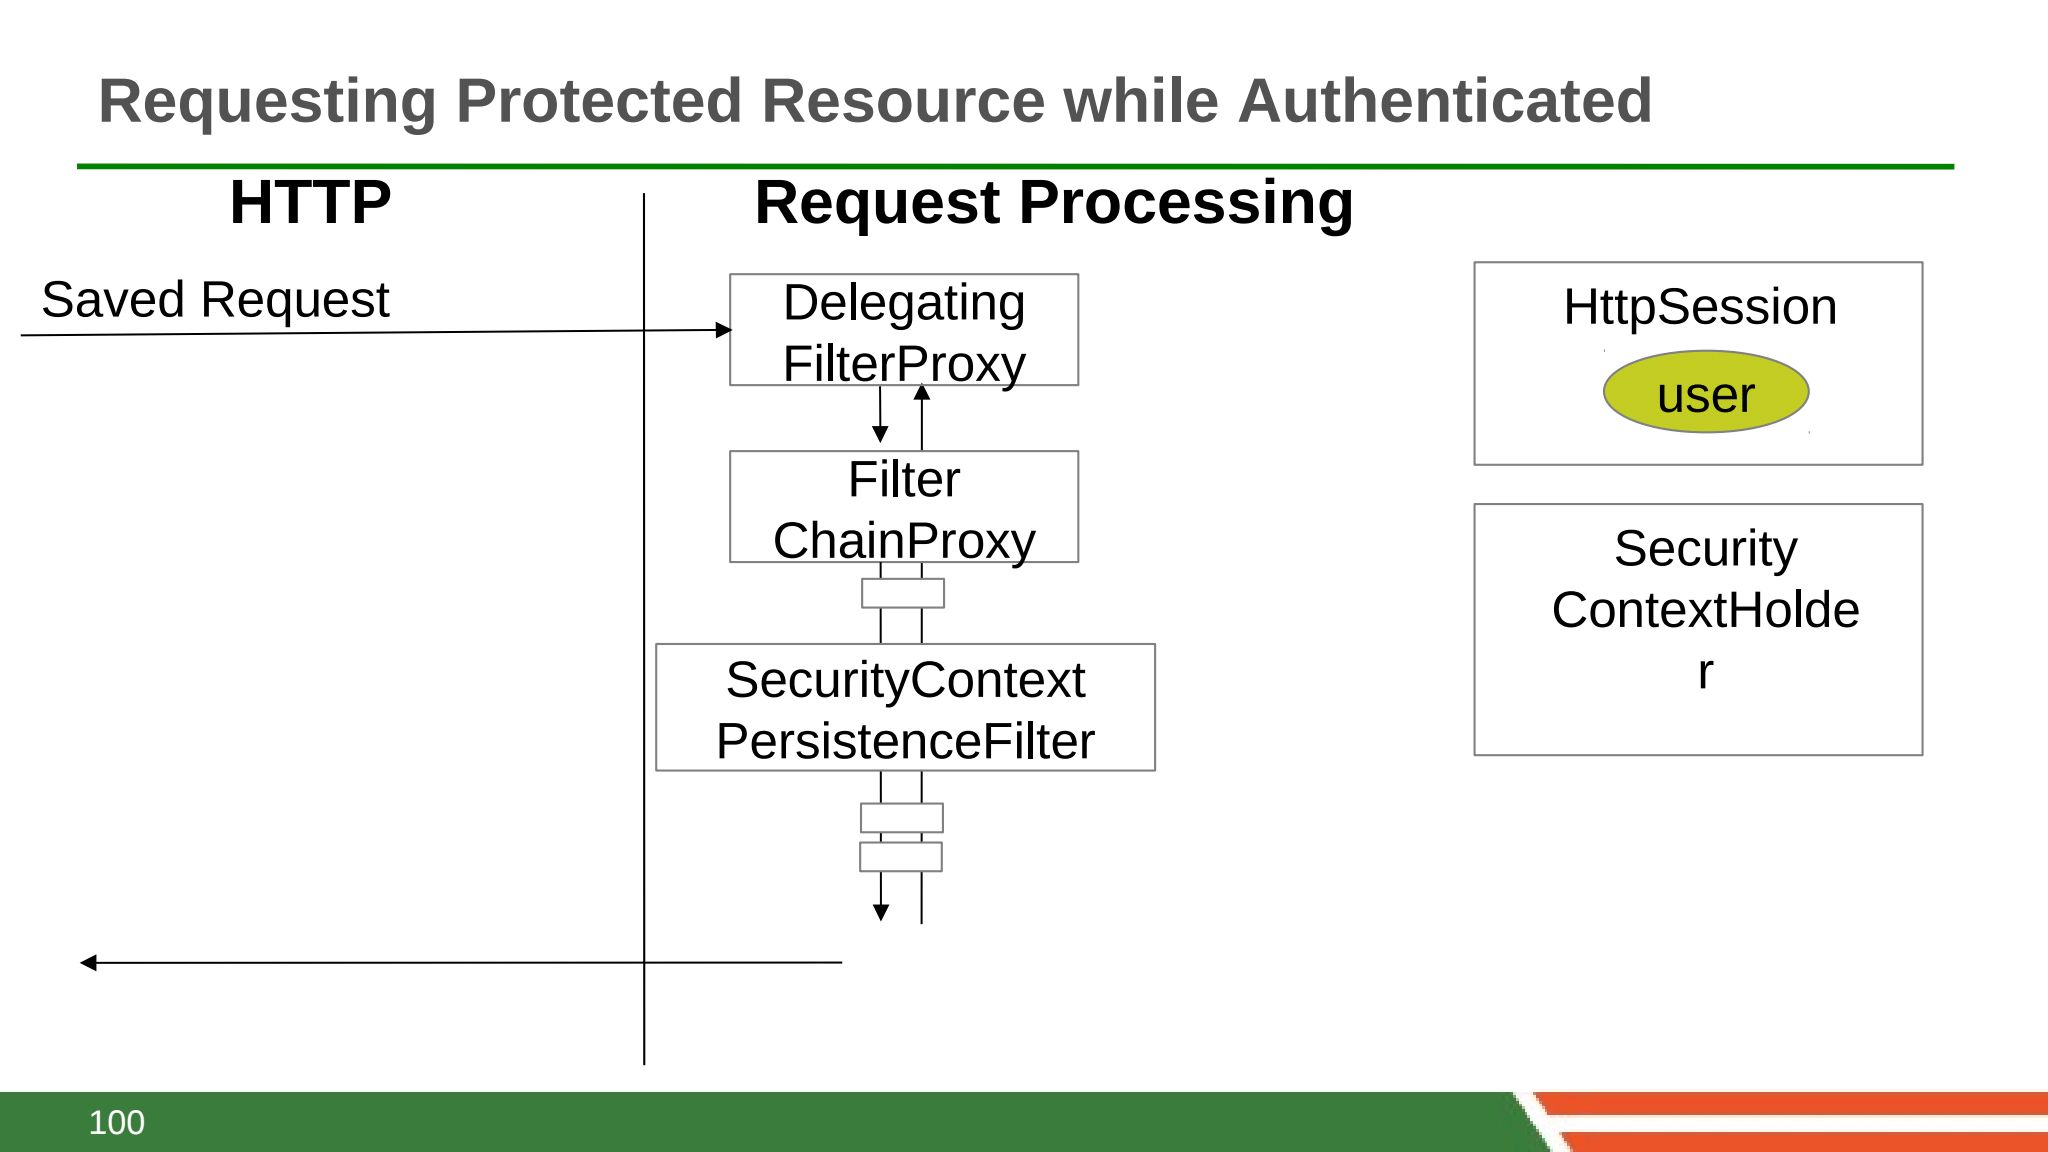 Requesting Protected Resource while Authenticated
HTTP
Request Processing
Saved Request
Delegating
FilterProxy
HttpSession
user
Filter
ChainProxy
Security
ContextHolde
r
SecurityContext
PersistenceFilter
100